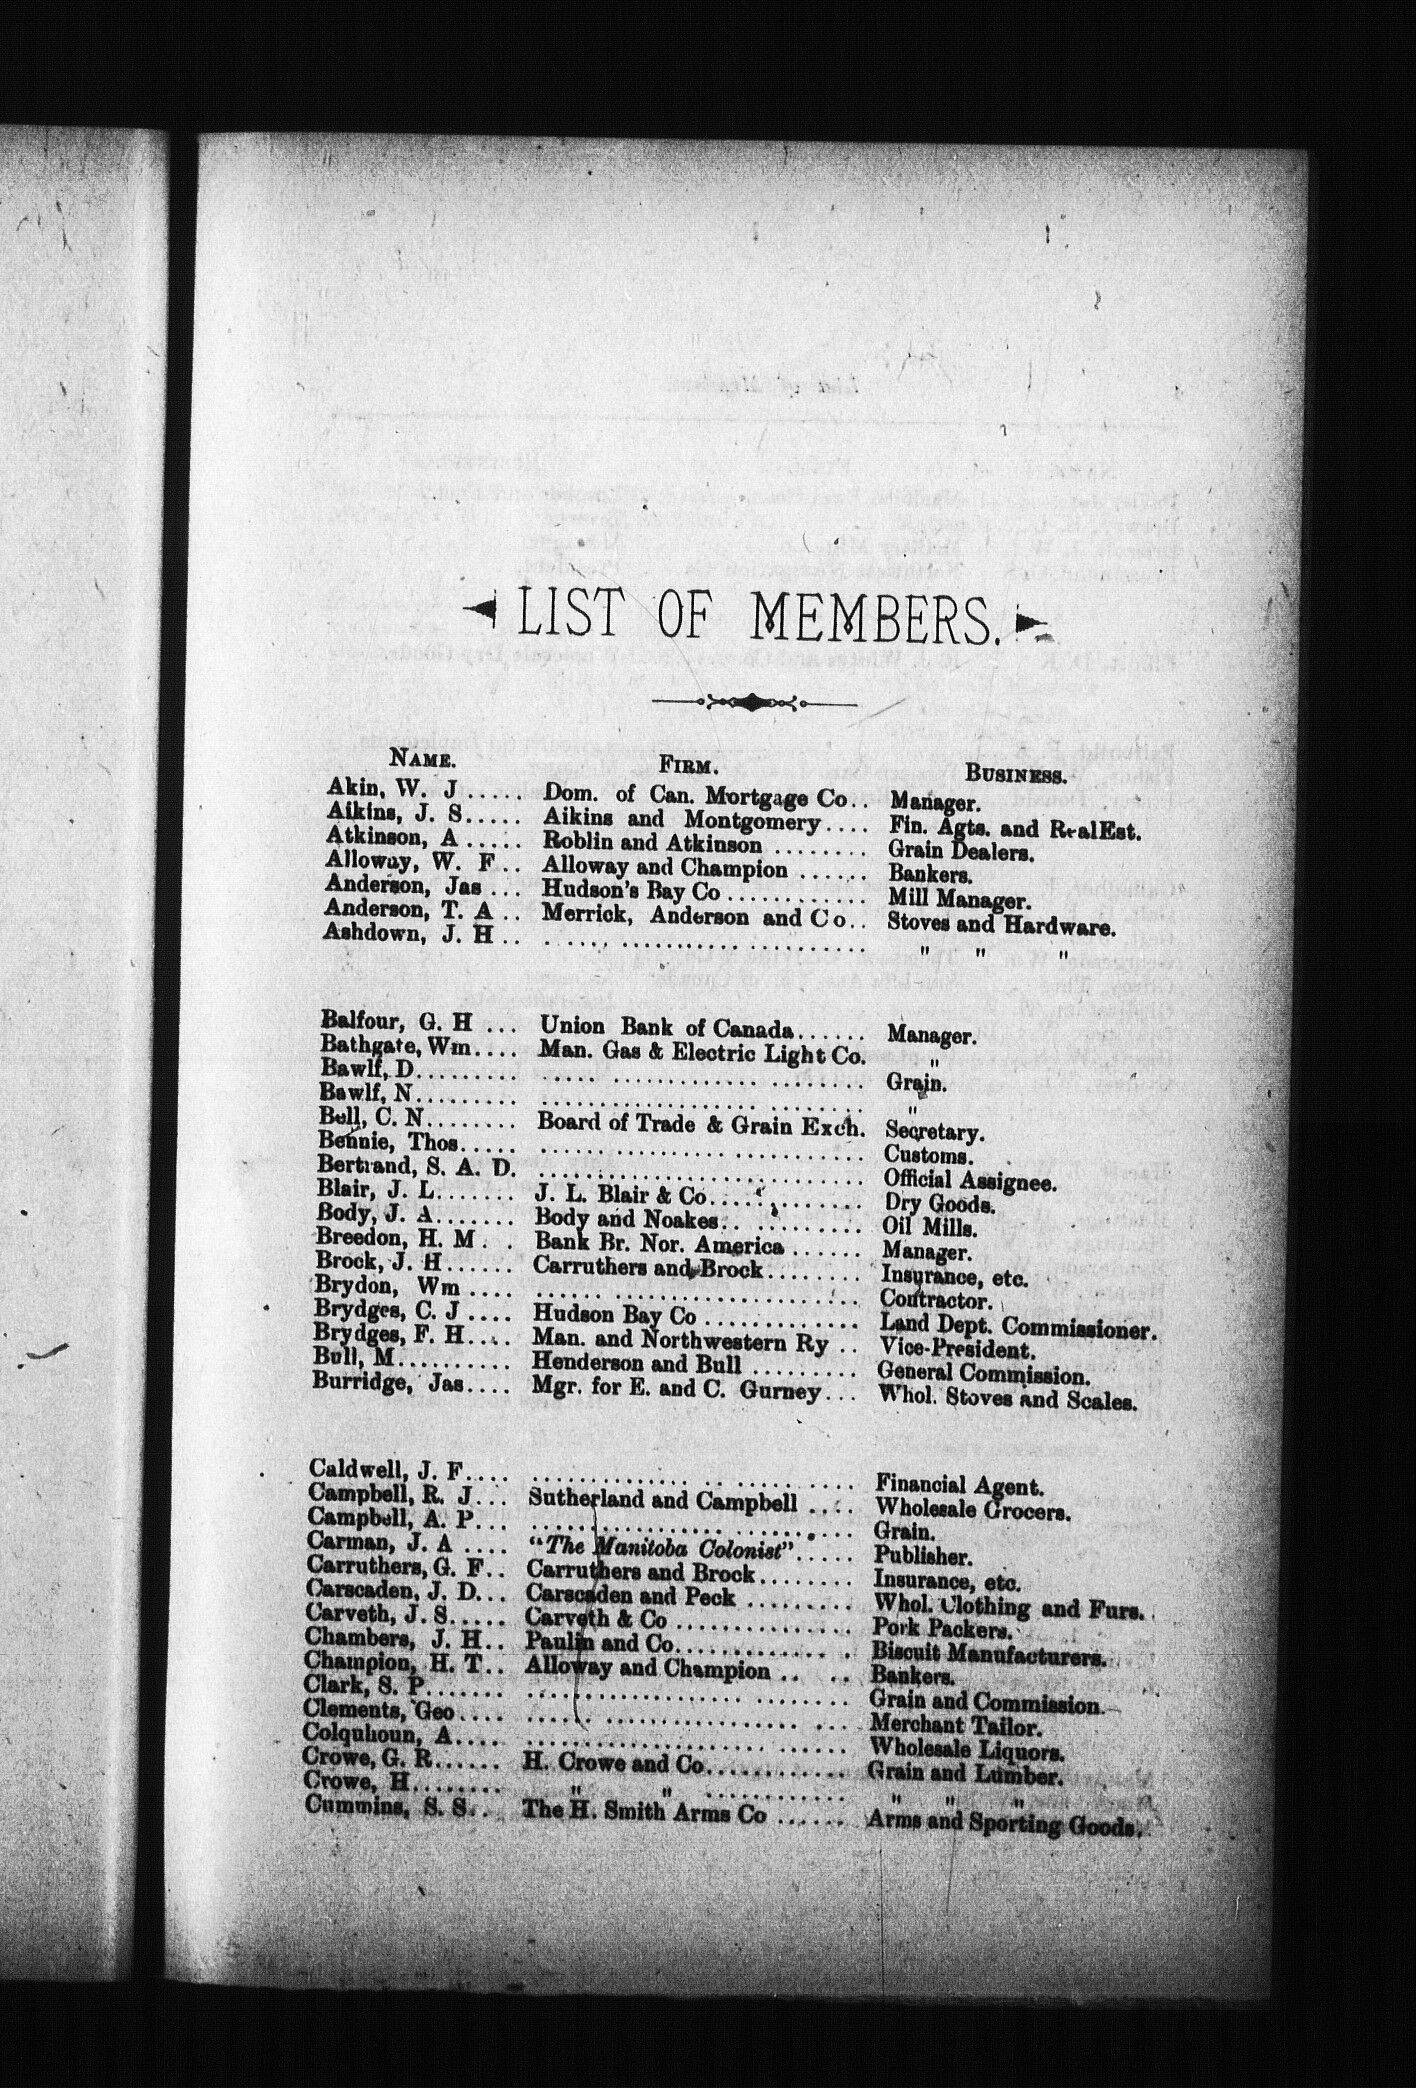 LIST OF MEMBERS.
NAME. FIRM. BUSINESS.
Akin, W. J ..... Dom. of Can. Mortgage Co.. Manager.
Aikins, J. S..... Aikins and Montgomery.... Fin. Agts. and Real Est.
Atkinson, A ..... Roblin and Atkinson ........ Grain Dealers.
Alloway, W. F.. Alloway and Champion ...... Bankers.
Anderson, Jas ... Hudson's Bay Co ............ Mill Manager.
Anderson, T. A .. Merrick, Anderson and Co.. Stoves and Hardware.
Ashdown, J. H .. .......................... " " "
Balfour, G. H ... Union Bank of Canada...... Manager.
Bathgate, Wm.... Man. Gas & Electric Light Co. "
Bawlf, D......... .......................... Grain.
Bawlf, N......... .......................... "
Bell, C. N........ Board of Trade & Grain Exch. Secretary.
Bennie, Thos..... .......................... Customs.
Bertrand, S. A. D. .......................... Official Assignee.
Blair, J. L....... J. L. Blair & Co............ Dry Goods.
Body, J. A....... Body and Noakes.. ......... Oil Mills.
Breedon, H. M. . . Bank Br. Nor. America ...... Manager.
Brock, J. H...... Carruthers and Brock........ Insurance, etc.
Brydon, Wm .... .......................... Contractor.
Brydges, C. J .... Hudson Bay Co ............. Land Dept. Commissioner.
Brydges, F. H.... Man. and Northwestern Ry .. Vice-President.
Bull, M.......... Henderson and Bull ......... General Commission.
Burridge, Jas.... Mgr. for E. and C. Gurney... Whol. Stoves and Scales.
Caldwell, J. F.... .......................... Financial Agent.
Campbell, R. J... Sutherland and Campbell .... Wholesale Grocers.
Campbell, A. P... .......................... Grain.
Carman, J. A .... "The Manitoba Colonist"..... Publisher.
Carruthers, G. F.. Carruthers and Brock........ Insurance, etc.
Carscaden, J. D... Carscaden and Peck ......... Whol. Clothing and Furs.
Carveth, J. S..... Carveth & Co ............... Pork Packers.
Chambers, J. H.. Paulin and Co.............. Biscuit Manufacturers.
Champion, H. T.. Alloway and Champion .. .. Bankers.
Clark, S. P....... .......................... Grain and Commission.
Clements, Geo.... .......................... Merchant Tailor.
Colquhoun, A.... .......................... Wholesale Liquors.
Crowe, G. R...... H. Crowe and Co............ Grain and Lumber.
Crowe, H........ " " ............. " " "
Cummins, S. S.. . The H. Smith Arms Co ...... Arms and Sporting Goods.